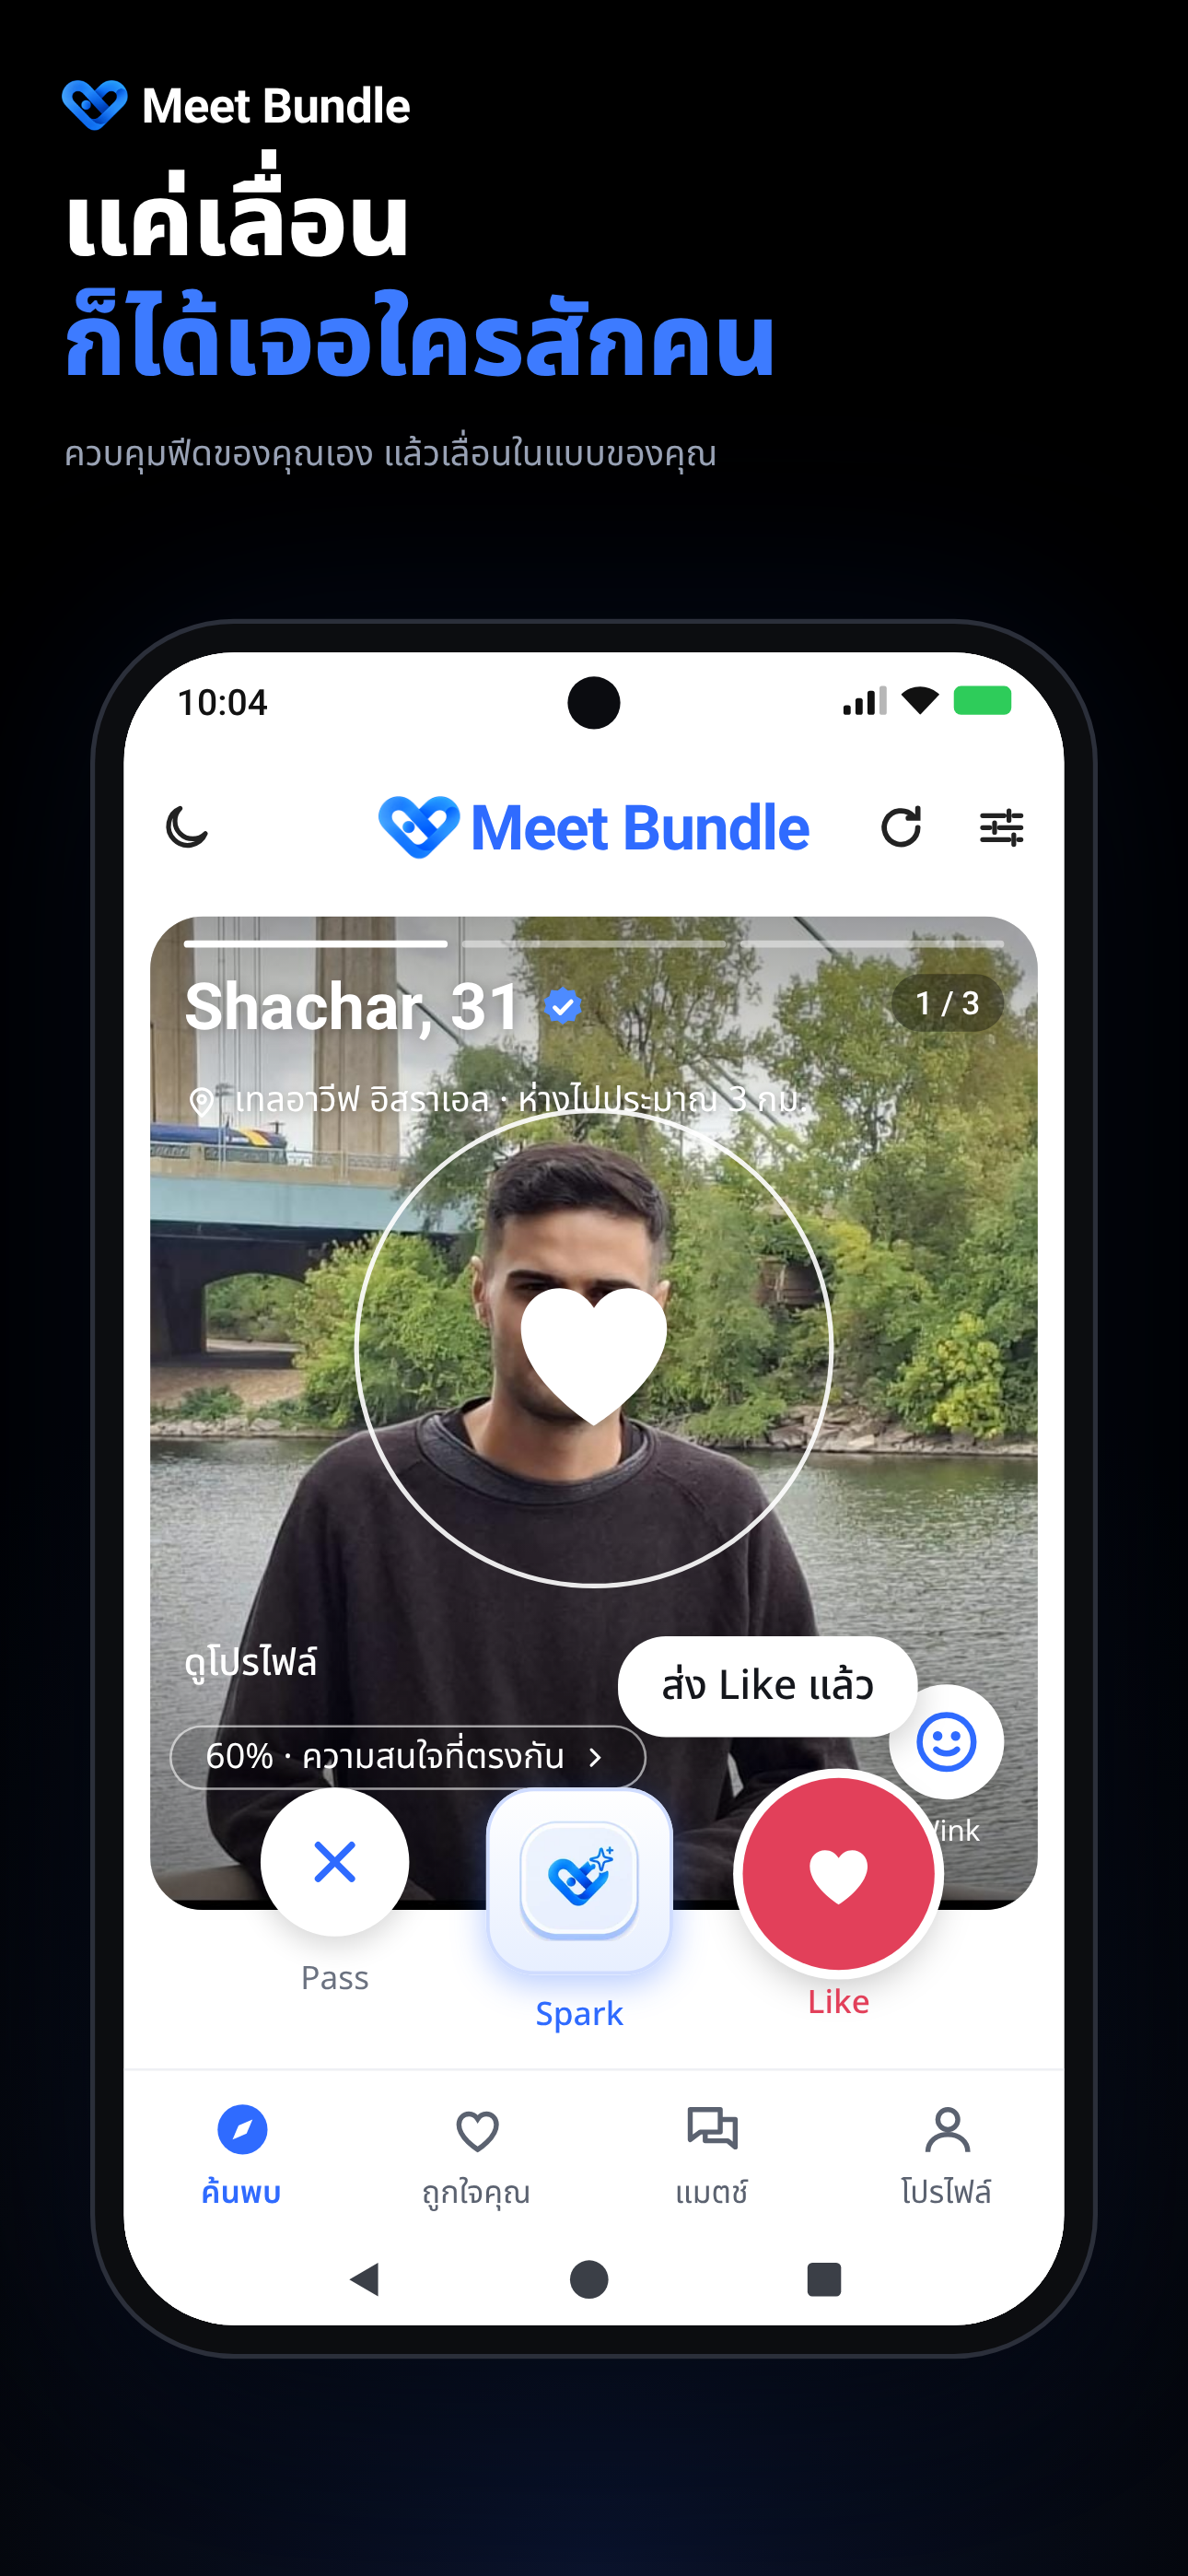 Meet Bundle
แค่เลื่อน
ก็ได้เจอใครสักคน
ควบคุมฟีดของคุณเอง แล้วเลื่อนในแบบของคุณ
10:04
Meet Bundle
Shachar, 31
1 / 3
เทลอาวีฟ อิสราเอล · ห่างไปประมาณ 3 กม.
ดูโปรไฟล์
ส่ง Like แล้ว
60% · ความสนใจที่ตรงกัน
Pass
Spark
Like
ค้นพบ
ถูกใจคุณ
แมตช์
โปรไฟล์